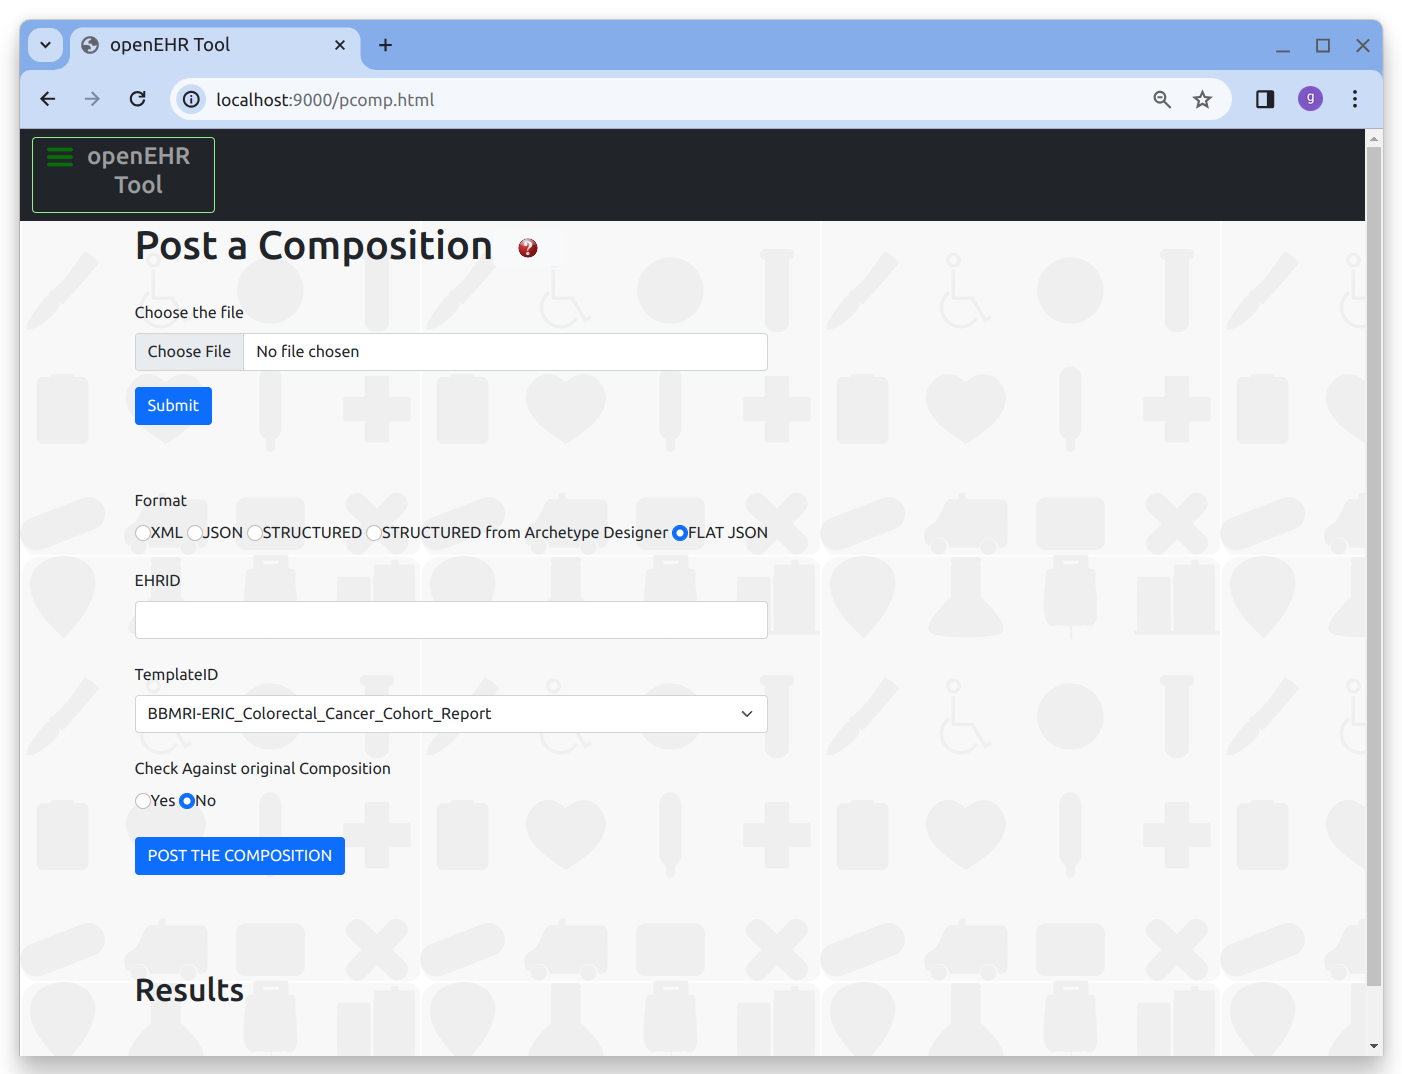 openEHR Tool
localhost:9000/pcomp.html
g
openEHR
Tool
Post a Composition
?
Choose the file
Choose File No file chosen
Submit
Format
XML JSON STRUCTURED STRUCTURED from Archetype Designer FLAT JSON
EHRID
TemplateID
BBMRI-ERIC_Colorectal_Cancer_Cohort_Report
Check Against original Composition
Yes No
POST THE COMPOSITION
Results